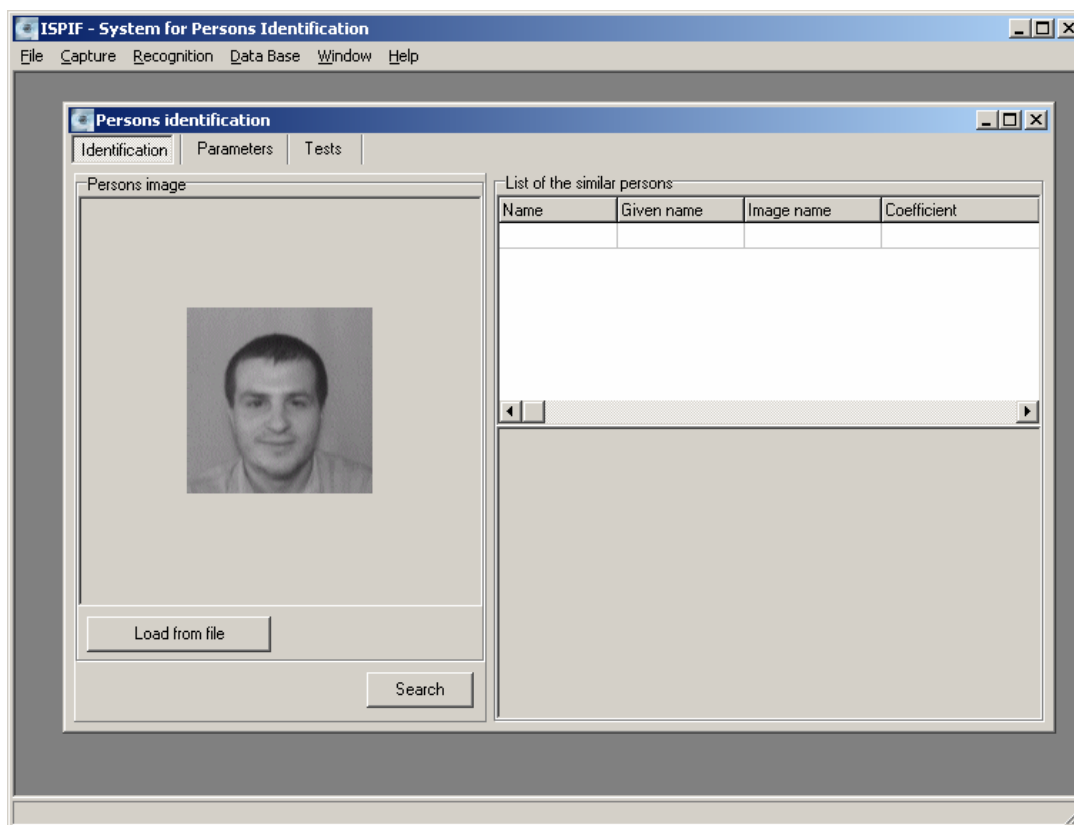 ISPIF - System for Persons Identification
File Capture Recognition Data Base Window Help
Persons identification
Identification Parameters Tests
Persons image
List of the similar persons
Name Given name Image name Coefficient
Load from file
Search